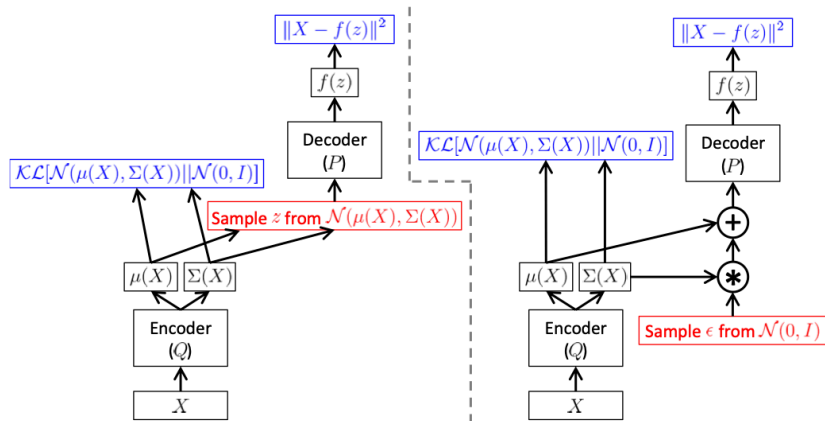 ‖X − f(z)‖²
f(z)
Decoder
(P)
𝒦ℒ[𝒩(μ(X), Σ(X))||𝒩(0, I)]
Sample z from 𝒩(μ(X), Σ(X))
μ(X) Σ(X)
Encoder
(Q)
X
‖X − f(z)‖²
f(z)
Decoder
(P)
𝒦ℒ[𝒩(μ(X), Σ(X))||𝒩(0, I)]
+
μ(X) Σ(X) *
Encoder
(Q)
Sample ϵ from 𝒩(0, I)
X